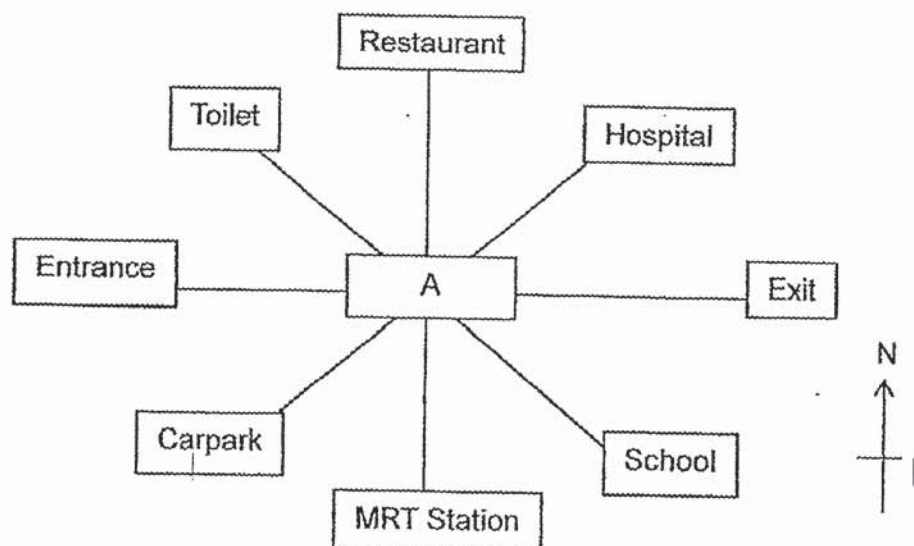 Restaurant
Toilet
Hospital
Entrance
A
Exit
N
Carpark
School
MRT Station